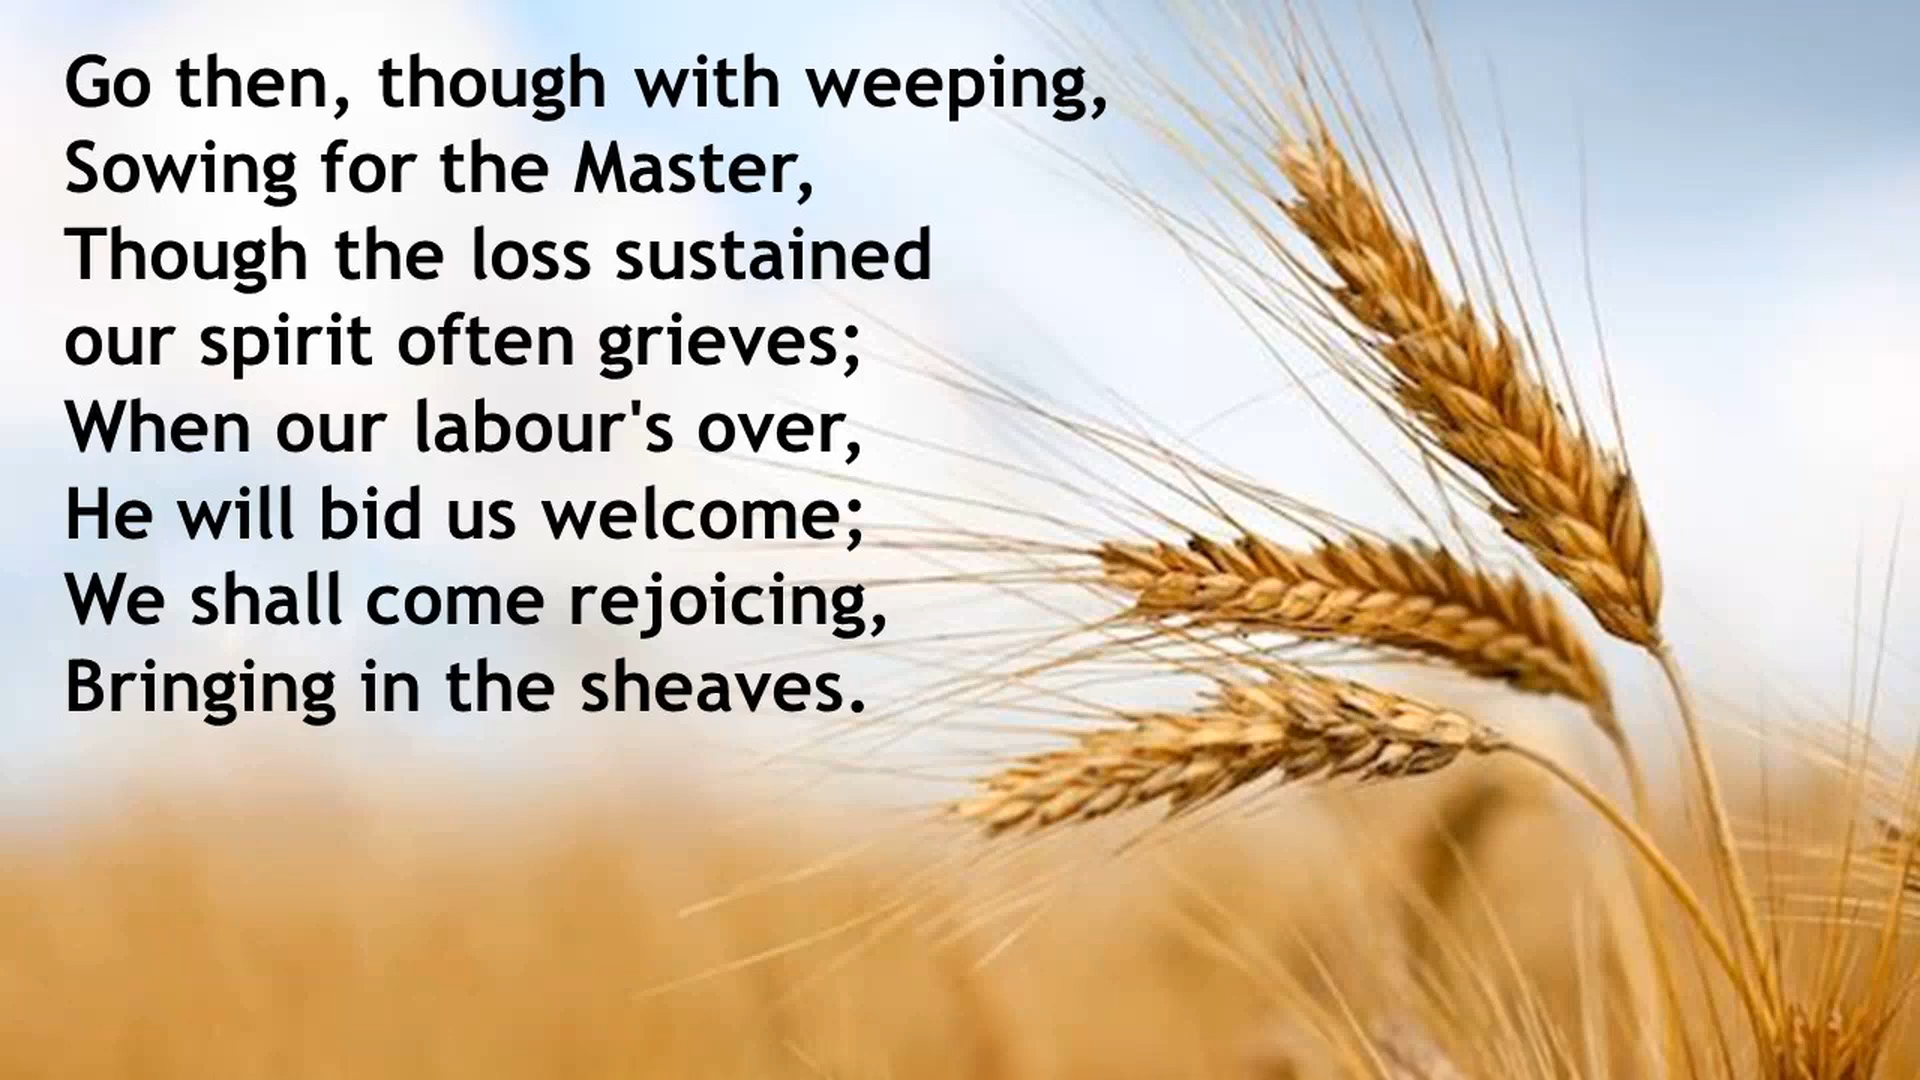 Go then, though with weeping,
Sowing for the Master,
Though the loss sustained
our spirit often grieves;
When our labour's over,
He will bid us welcome;
We shall come rejoicing,
Bringing in the sheaves.